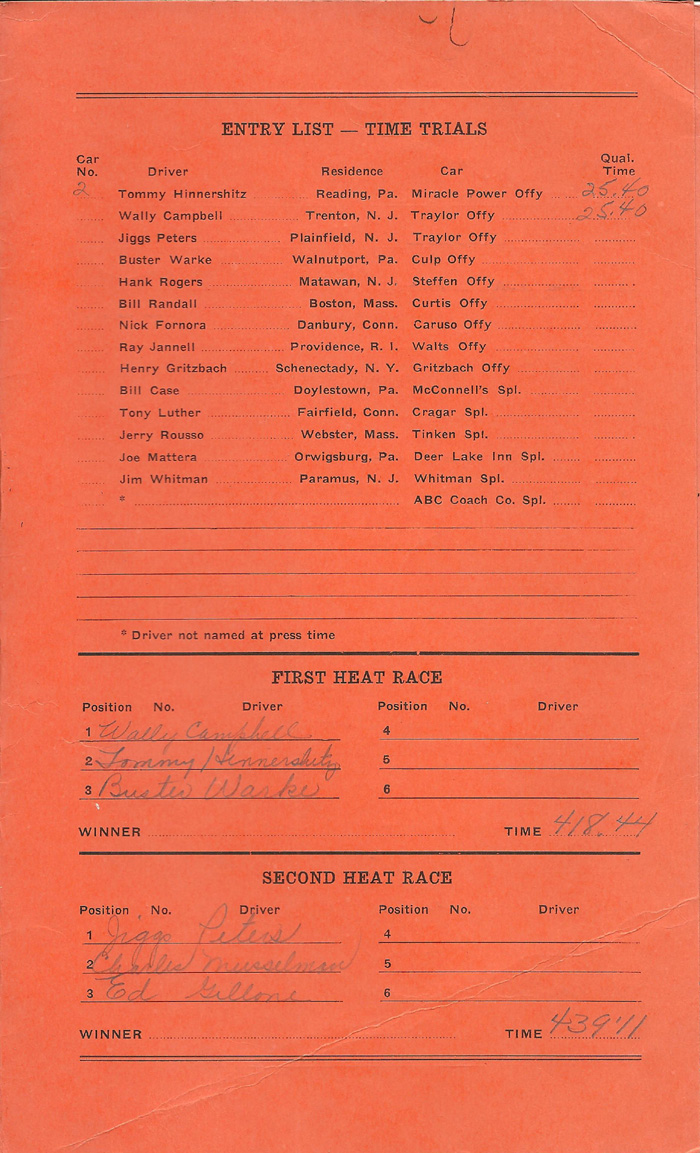 ENTRY LIST — TIME TRIALS
Car No. Driver Residence Car Qual. Time
2 Tommy Hinnershitz Reading, Pa. Miracle Power Offy 25.40
Wally Campbell Trenton, N. J. Traylor Offy 25.40
Jiggs Peters Plainfield, N. J. Traylor Offy
Buster Warke Walnutport, Pa. Culp Offy
Hank Rogers Matawan, N. J. Steffen Offy
Bill Randall Boston, Mass. Curtis Offy
Nick Fornora Danbury, Conn. Caruso Offy
Ray Jannell Providence, R. I. Walts Offy
Henry Gritzbach Schenectady, N. Y. Gritzbach Offy
Bill Case Doylestown, Pa. McConnell's Spl.
Tony Luther Fairfield, Conn. Cragar Spl.
Jerry Rousso Webster, Mass. Tinken Spl.
Joe Mattera Orwigsburg, Pa. Deer Lake Inn Spl.
Jim Whitman Paramus, N. J. Whitman Spl.
* ABC Coach Co. Spl.
* Driver not named at press time
FIRST HEAT RACE
Position No. Driver Position No. Driver
1 Wally Campbell 4
2 Tommy Hinnershitz 5
3 Buster Warke 6
WINNER TIME 418.44
SECOND HEAT RACE
Position No. Driver Position No. Driver
1 Jiggs Peters 4
2 Charles Musselman 5
3 Ed Gillone 6
WINNER TIME 439'11